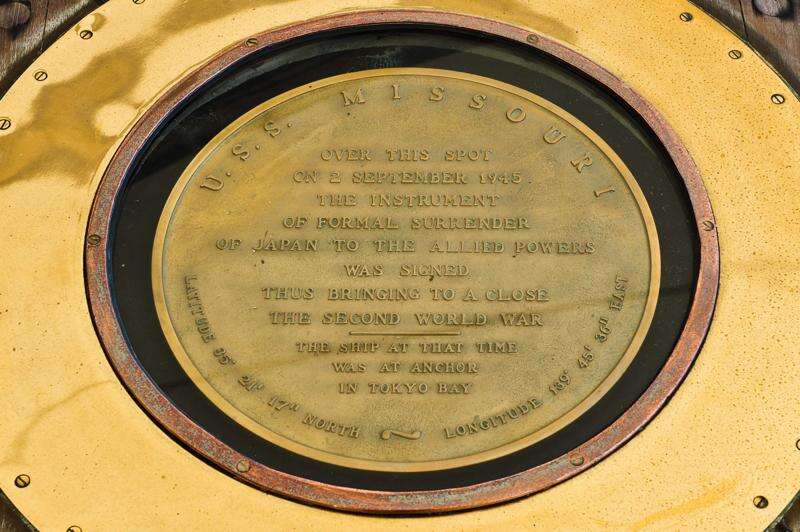 U.S.S. MISSOURI
OVER THIS SPOT
ON 2 SEPTEMBER 1945
THE INSTRUMENT
OF FORMAL SURRENDER
OF JAPAN TO THE ALLIED POWERS
WAS SIGNED
THUS BRINGING TO A CLOSE
THE SECOND WORLD WAR
THE SHIP AT THAT TIME
WAS AT ANCHOR
IN TOKYO BAY
LATITUDE 35° 21' 17" NORTH ~ LONGITUDE 139° 45' 36" EAST